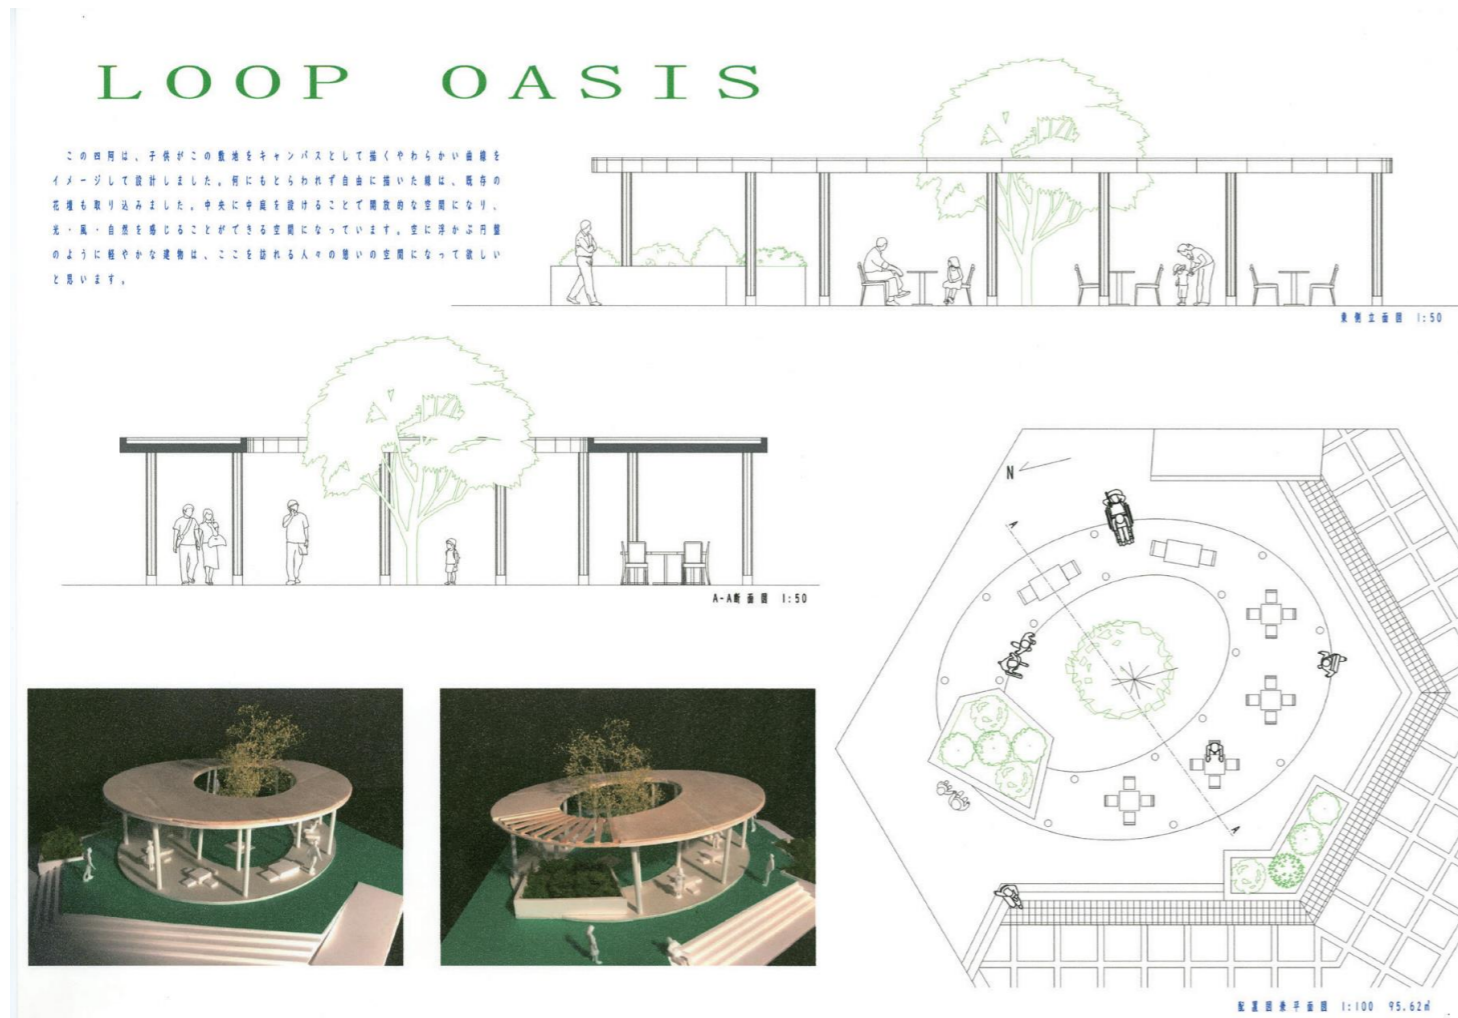 LOOP OASIS
この四阿は、子供がこの敷地をキャンバスとして描くやわらかい曲線を
イメージして設計しました。何にもとらわれず自由に描いた線は、既存の
花壇も取り込みました。中央に中庭を設けることで開放的な空間になり、
光・風・自然を感じることができる空間になっています。空に浮かぶ円盤
のように軽やかな建物は、ここを訪れる人々の憩いの空間になって欲しい
と思います。
東側立面図 1:50
A-A断面図 1:50
N
A
A
配置図兼平面図 1:100 95.62㎡